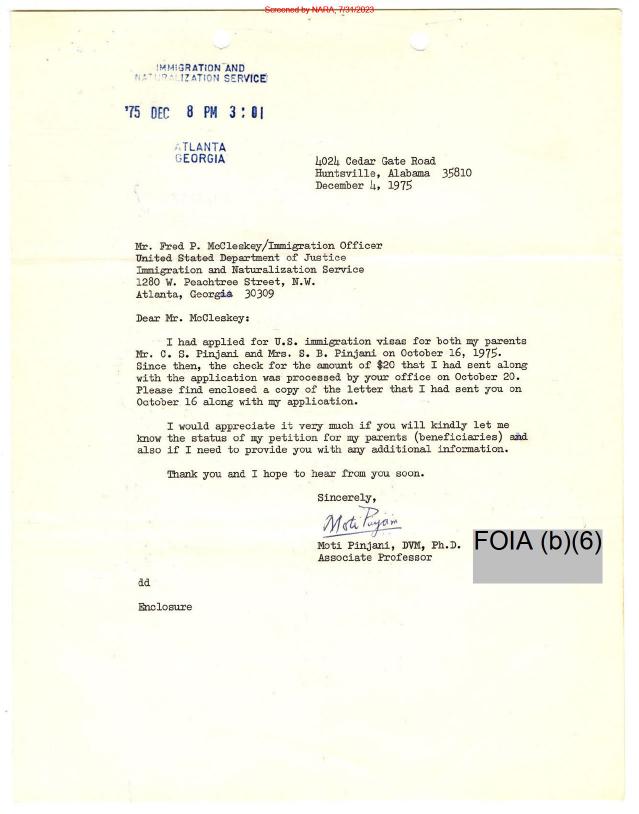 Screened by NARA, 7/31/2023
IMMIGRATION AND
NATURALIZATION SERVICE
'75 DEC 8 PM 3:01
ATLANTA
GEORGIA
4024 Cedar Gate Road
Huntsville, Alabama 35810
December 4, 1975
Mr. Fred P. McCleskey/Immigration Officer
United Stated Department of Justice
Immigration and Naturalization Service
1280 W. Peachtree Street, N.W.
Atlanta, Georgia 30309
Dear Mr. McCleskey:
I had applied for U.S. immigration visas for both my parents
Mr. C. S. Pinjani and Mrs. S. B. Pinjani on October 16, 1975.
Since then, the check for the amount of $20 that I had sent along
with the application was processed by your office on October 20.
Please find enclosed a copy of the letter that I had sent you on
October 16 along with my application.
I would appreciate it very much if you will kindly let me
know the status of my petition for my parents (beneficiaries) and
also if I need to provide you with any additional information.
Thank you and I hope to hear from you soon.
Sincerely,
Moti Pinjani
Moti Pinjani, DVM, Ph.D.
Associate Professor
FOIA (b)(6)
dd
Enclosure